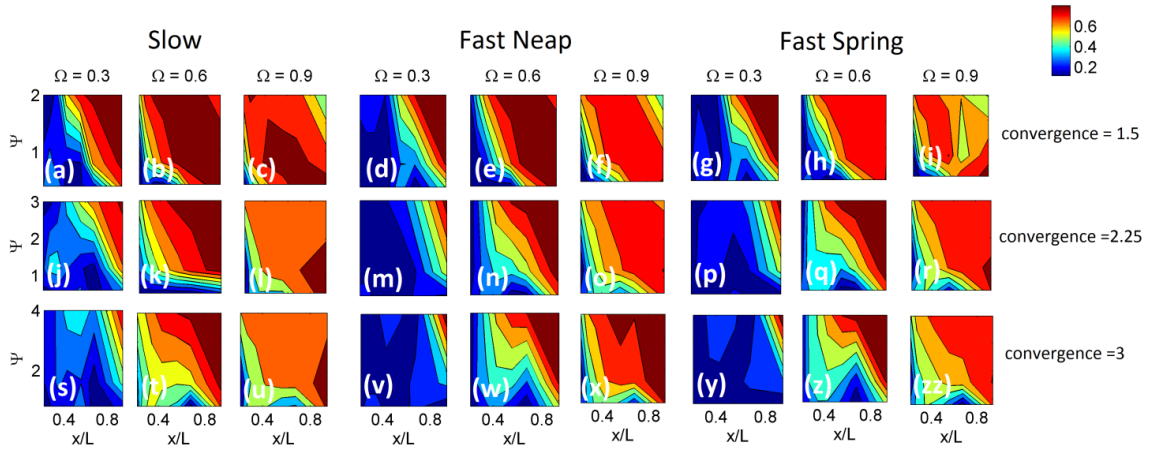 Slow Fast Neap Fast Spring
0.6
0.4
0.2
Ω = 0.3 Ω = 0.6 Ω = 0.9 Ω = 0.3 Ω = 0.6 Ω = 0.9 Ω = 0.3 Ω = 0.6 Ω = 0.9
2
Ψ
1
(a) (b) (c) (d) (e) (f) (g) (h) (i)
convergence = 1.5
3
Ψ
2
1
(j) (k) (l) (m) (n) (o) (p) (q) (r)
convergence =2.25
4
Ψ
2
(s) (t) (u) (v) (w) (x) (y) (z) (zz)
convergence =3
0.4 0.8 0.4 0.8 0.4 0.8 0.4 0.8 0.4 0.8 0.4 0.8 0.4 0.8 0.4 0.8 0.4 0.8
x/L x/L x/L x/L x/L x/L x/L x/L x/L